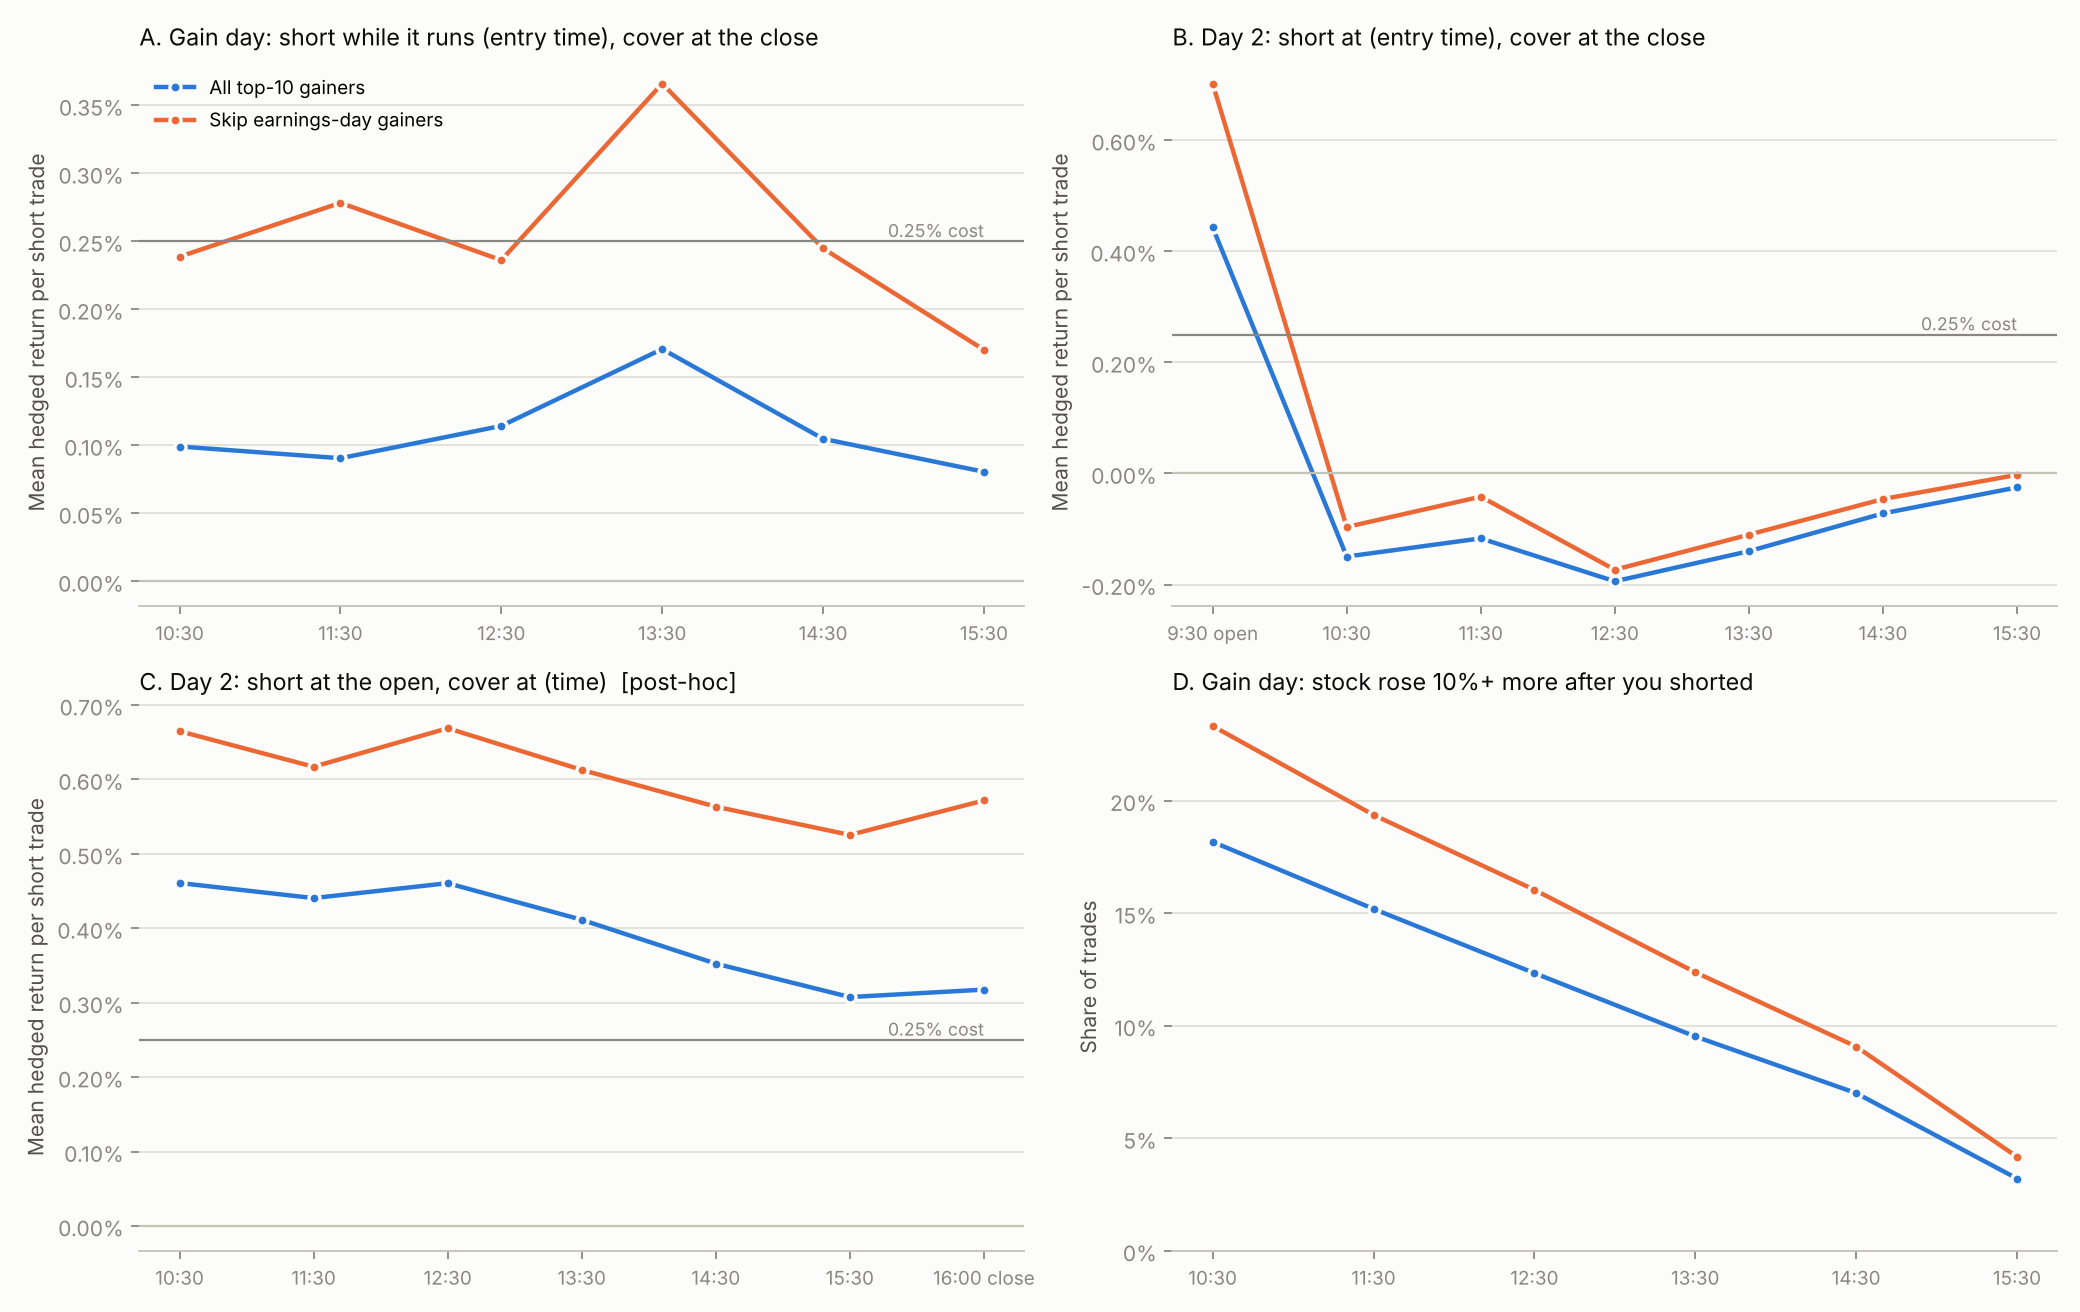 A. Gain day: short while it runs (entry time), cover at the close
All top-10 gainers
Skip earnings-day gainers
Mean hedged return per short trade
0.35%
0.30%
0.25%
0.20%
0.15%
0.10%
0.05%
0.00%
0.25% cost
10:30 11:30 12:30 13:30 14:30 15:30
B. Day 2: short at (entry time), cover at the close
Mean hedged return per short trade
0.60%
0.40%
0.20%
0.00%
-0.20%
0.25% cost
9:30 open 10:30 11:30 12:30 13:30 14:30 15:30
C. Day 2: short at the open, cover at (time) [post-hoc]
Mean hedged return per short trade
0.70%
0.60%
0.50%
0.40%
0.30%
0.20%
0.10%
0.00%
0.25% cost
10:30 11:30 12:30 13:30 14:30 15:30 16:00 close
D. Gain day: stock rose 10%+ more after you shorted
Share of trades
20%
15%
10%
5%
0%
10:30 11:30 12:30 13:30 14:30 15:30